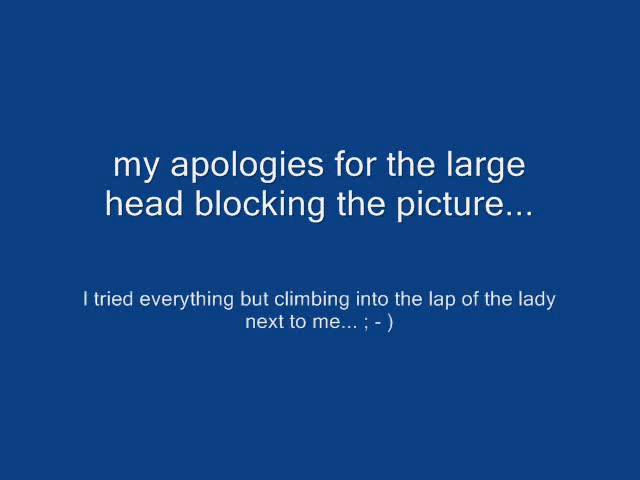 my apologies for the large
head blocking the picture...
I tried everything but climbing into the lap of the lady
next to me... ; - )